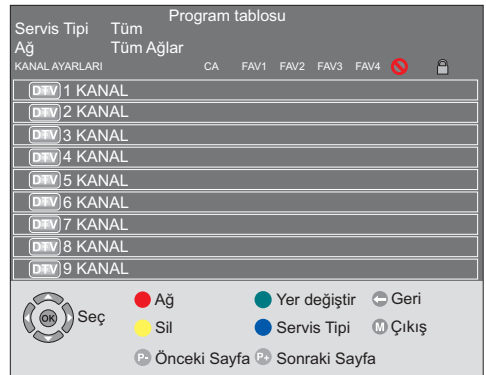 Program tablosu
Servis Tipi Tüm
Ağ Tüm Ağlar
KANAL AYARLARI CA FAV1 FAV2 FAV3 FAV4
DTV 1 KANAL
DTV 2 KANAL
DTV 3 KANAL
DTV 4 KANAL
DTV 5 KANAL
DTV 6 KANAL
DTV 7 KANAL
DTV 8 KANAL
DTV 9 KANAL
Ağ Yer değiştir Geri
OK Seç
Sil Servis Tipi M Çıkış
P- Önceki Sayfa P+ Sonraki Sayfa